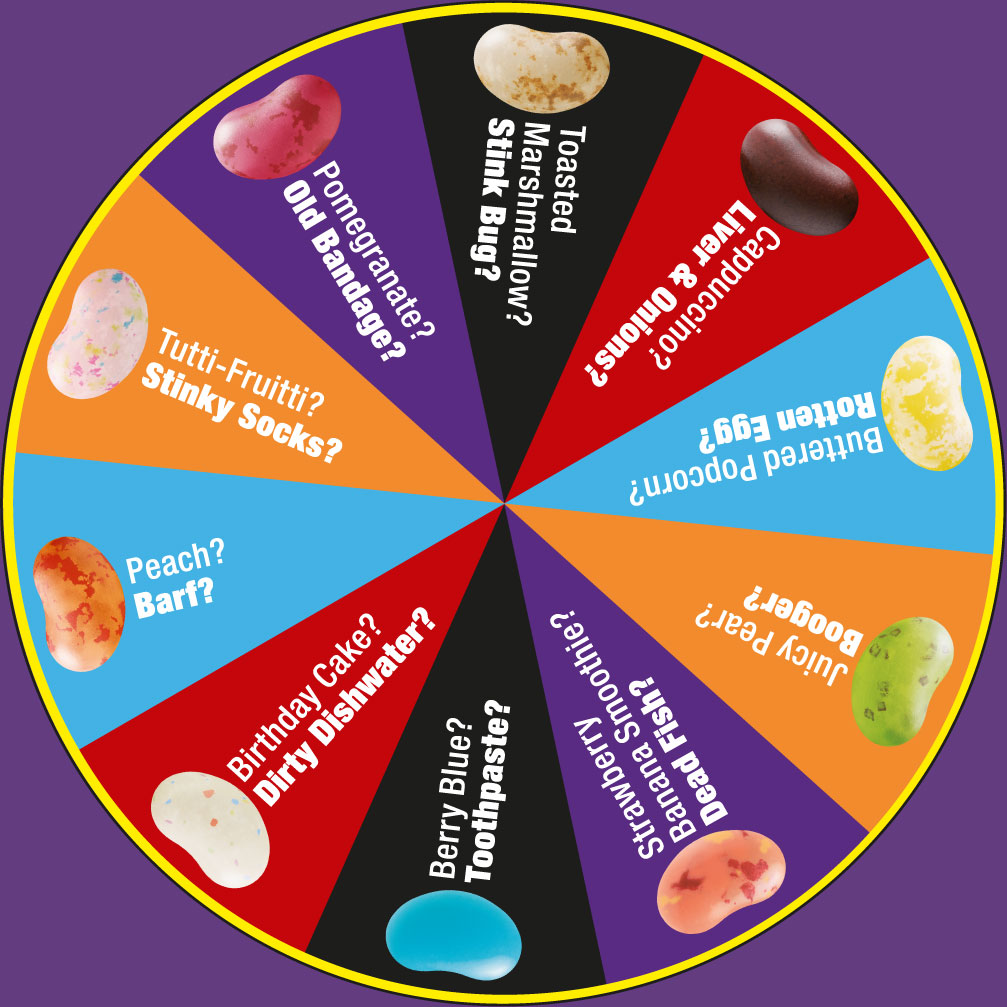 Toasted
Marshmallow?
Stink Bug?
Cappuccino?
Liver & Onions?
Buttered Popcorn?
Rotten Egg?
Juicy Pear?
Booger?
Strawberry
Banana Smoothie?
Dead Fish?
Berry Blue?
Toothpaste?
Birthday Cake?
Dirty Dishwater?
Peach?
Barf?
Tutti-Fruitti?
Stinky Socks?
Pomegranate?
Old Bandage?